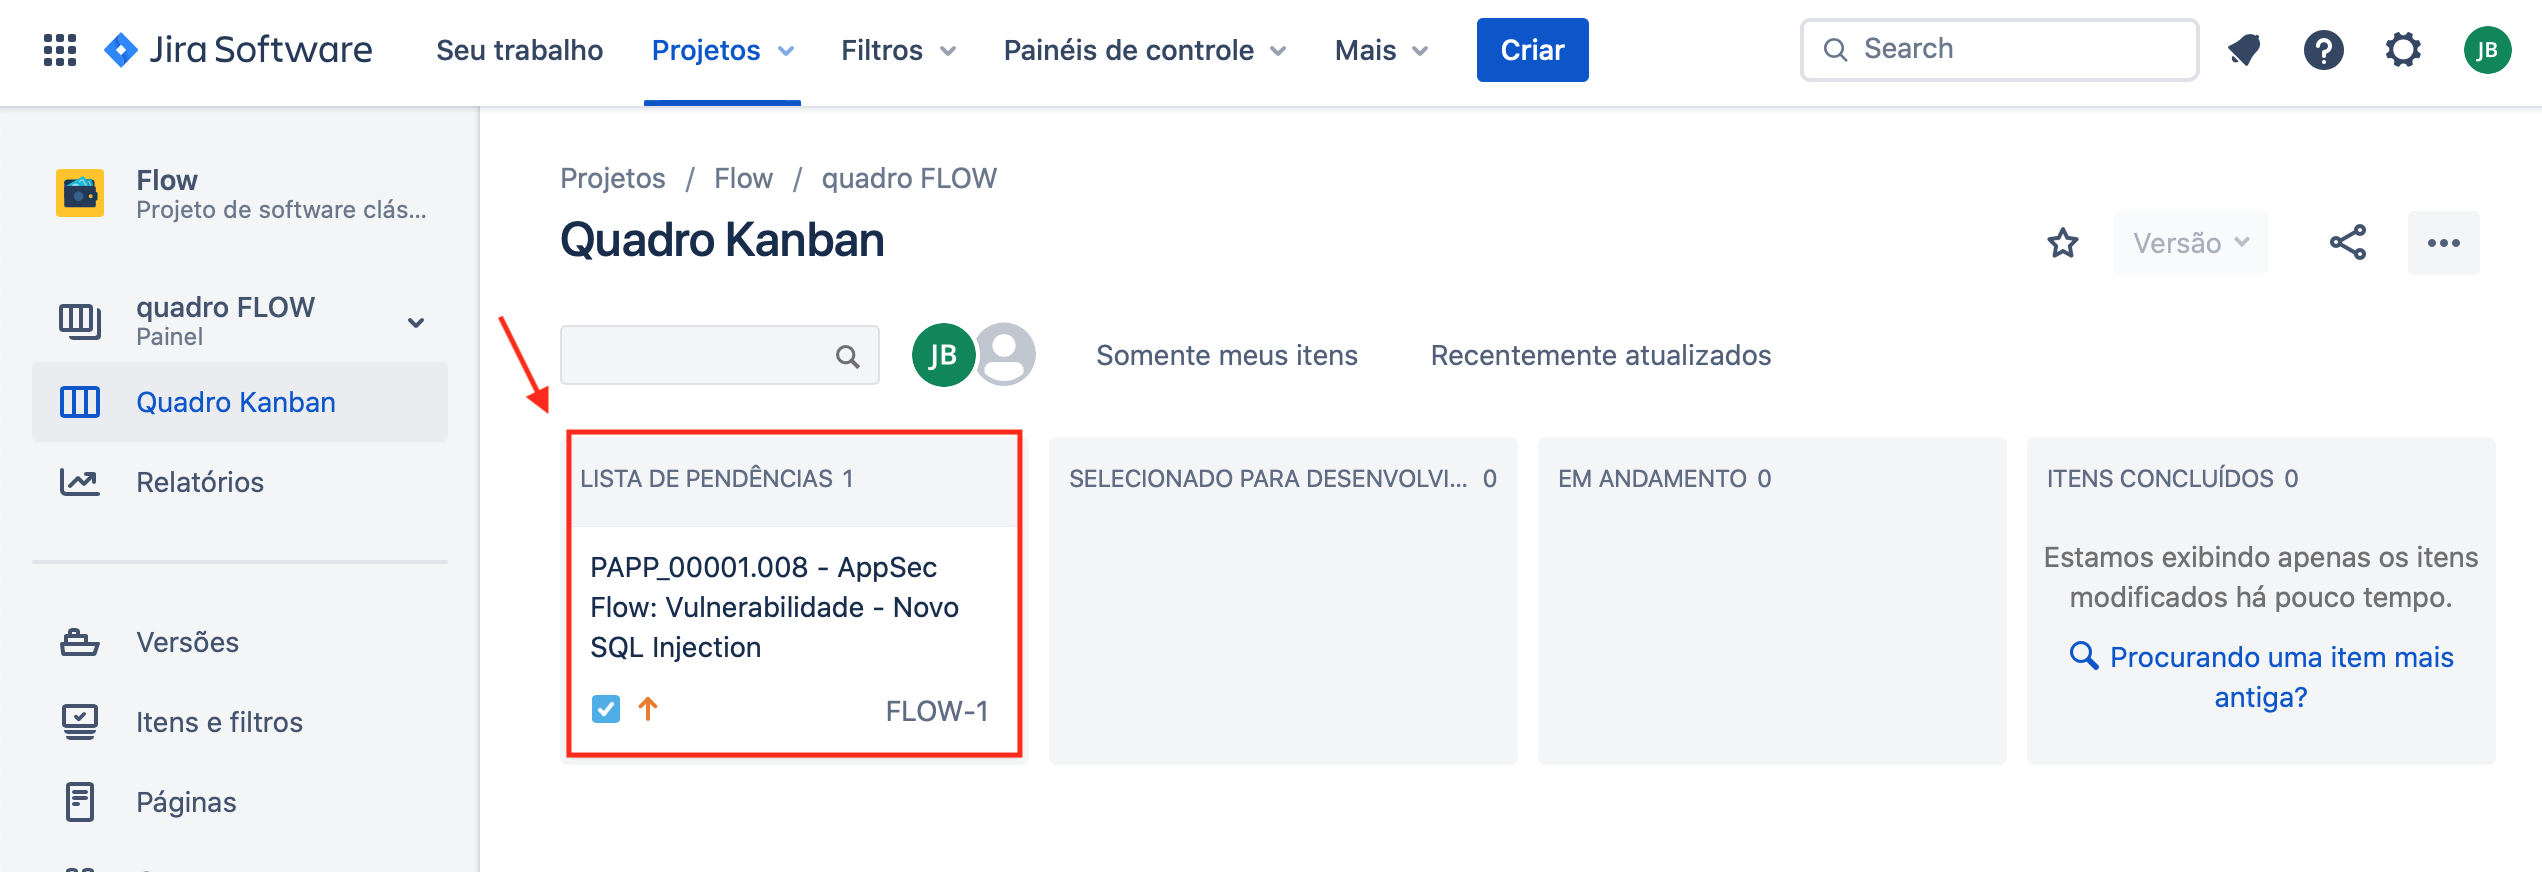 Jira Software
Seu trabalho
Projetos
Filtros
Painéis de controle
Mais
Criar
Search
JB
Flow
Projeto de software clás...
quadro FLOW
Painel
Quadro Kanban
Relatórios
Versões
Itens e filtros
Páginas
Projetos / Flow / quadro FLOW
Quadro Kanban
Versão
JB
Somente meus itens
Recentemente atualizados
LISTA DE PENDÊNCIAS 1
PAPP_00001.008 - AppSec
Flow: Vulnerabilidade - Novo
SQL Injection
FLOW-1
SELECIONADO PARA DESENVOLVI... 0
EM ANDAMENTO 0
ITENS CONCLUÍDOS 0
Estamos exibindo apenas os itens
modificados há pouco tempo.
Procurando uma item mais
antiga?